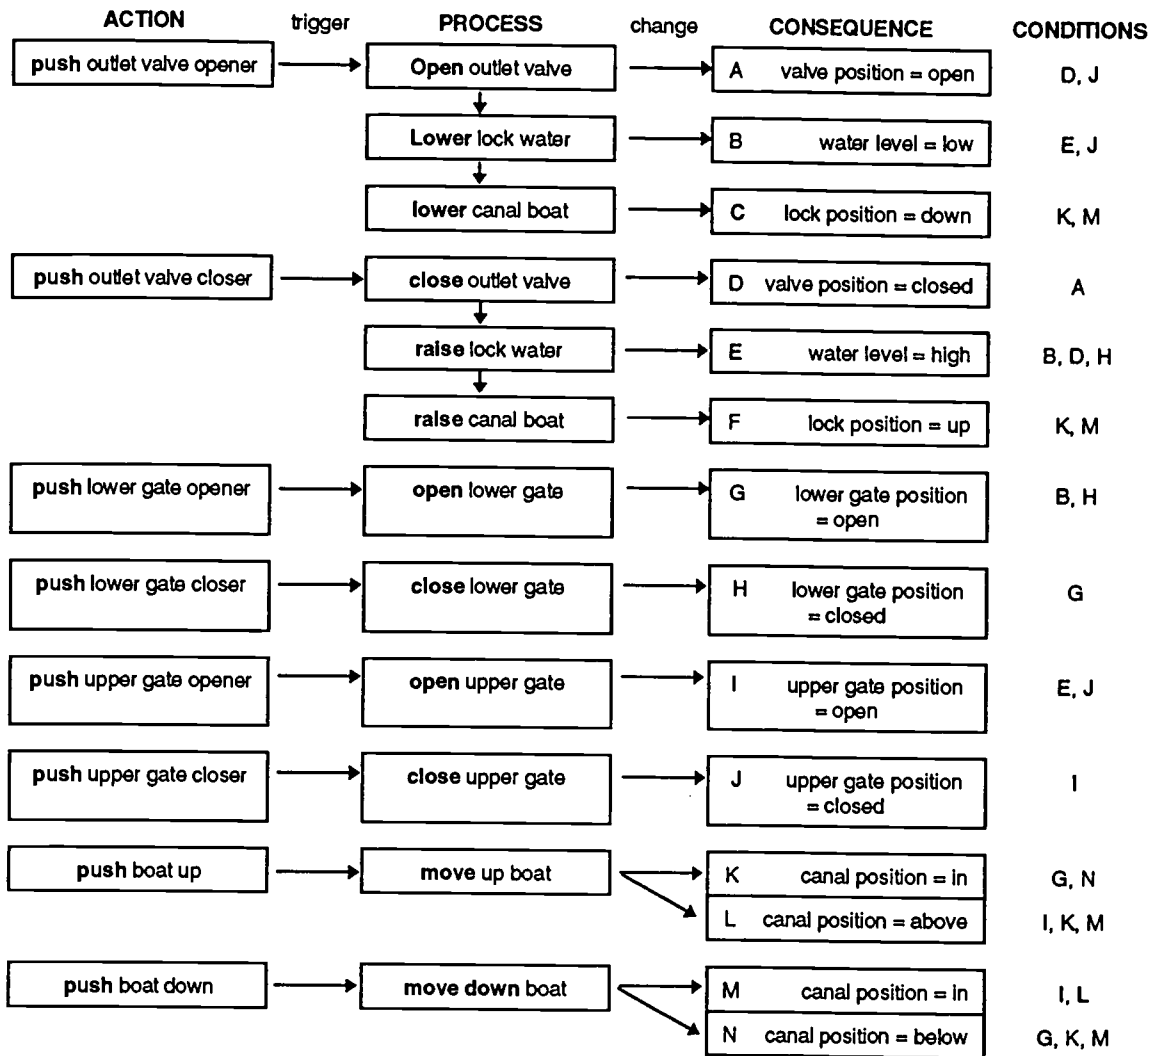 ACTION trigger PROCESS change CONSEQUENCE CONDITIONS
push outlet valve opener Open outlet valve A valve position = open D, J
Lower lock water B water level = low E, J
lower canal boat C lock position = down K, M
push outlet valve closer close outlet valve D valve position = closed A
raise lock water E water level = high B, D, H
raise canal boat F lock position = up K, M
push lower gate opener open lower gate G lower gate position B, H
= open
push lower gate closer close lower gate H lower gate position G
= closed
push upper gate opener open upper gate I upper gate position E, J
= open
push upper gate closer close upper gate J upper gate position I
= closed
push boat up move up boat K canal position = in G, N
L canal position = above I, K, M
push boat down move down boat M canal position = in I, L
N canal position = below G, K, M